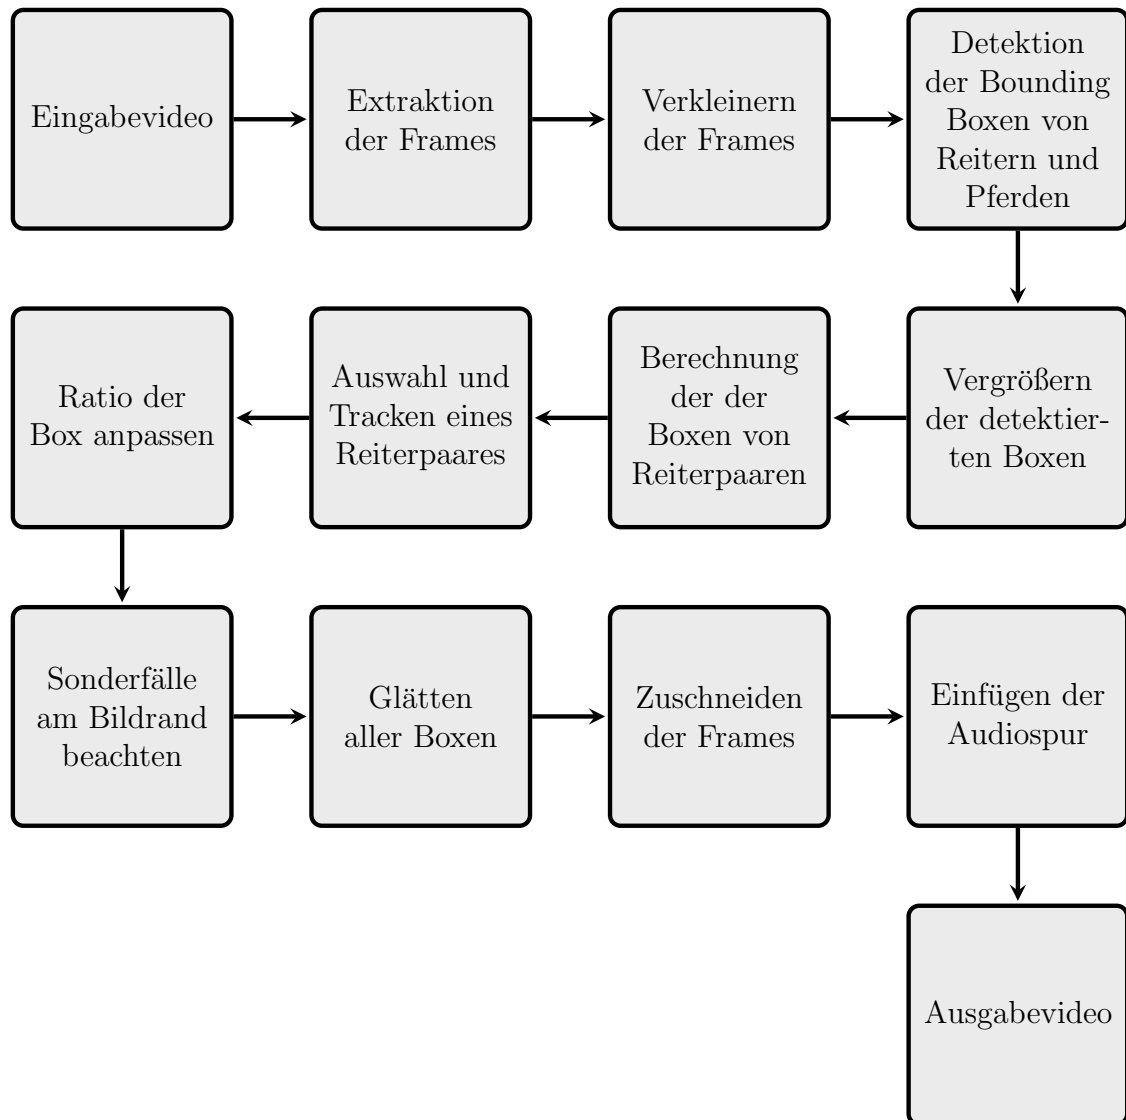 Eingabevideo
Extraktion
der Frames
Verkleinern
der Frames
Detektion
der Bounding
Boxen von
Reitern und
Pferden
Vergrößern
der detektier-
ten Boxen
Berechnung
der der
Boxen von
Reiterpaaren
Auswahl und
Tracken eines
Reiterpaares
Ratio der
Box anpassen
Sonderfälle
am Bildrand
beachten
Glätten
aller Boxen
Zuschneiden
der Frames
Einfügen der
Audiospur
Ausgabevideo